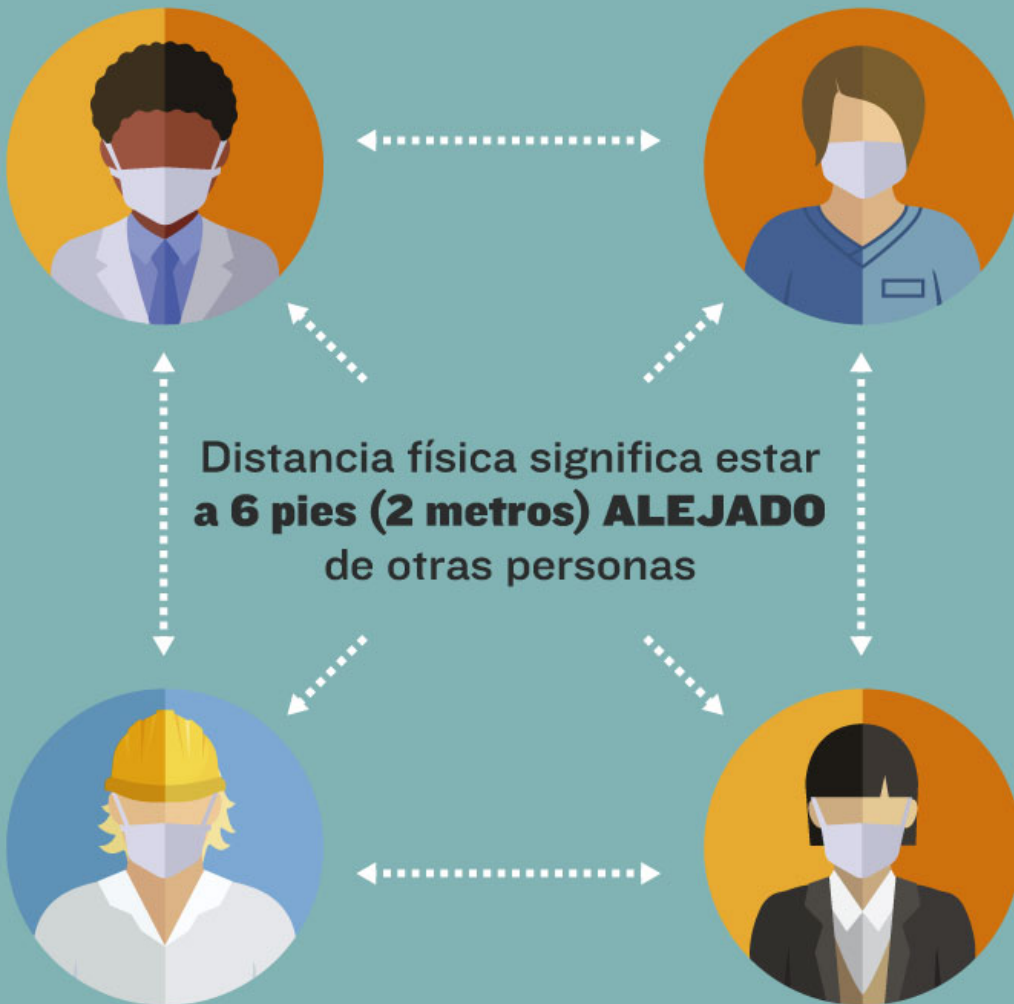 Distancia física significa estar
a 6 pies (2 metros) ALEJADO
de otras personas